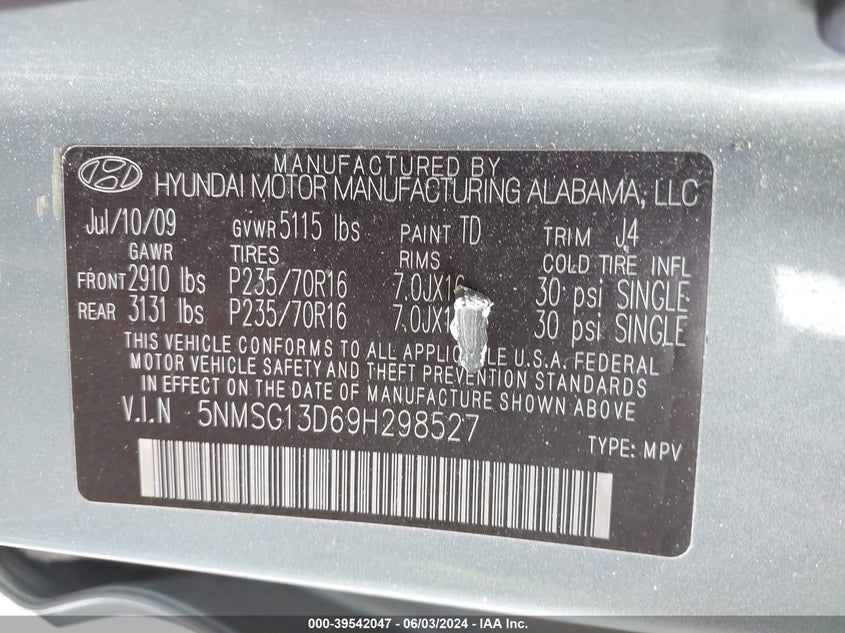 MANUFACTURED BY
HYUNDAI MOTOR MANUFACTURING ALABAMA, LLC
Jul/10/09 GVWR 5115 lbs PAINT TD TRIM J4
GAWR TIRES RIMS COLD TIRE INFL
FRONT 2910 lbs P235/70R16 30 psi SINGLE
REAR 3131 lbs P235/70R16 30 psi SINGLE
THIS VEHICLE CONFORMS TO ALL U.S.A. FEDERAL
MOTOR VEHICLE SAFETY AND THEFT PREVENTION STANDARDS
IN EFFECT ON THE DATE OF MANUFACTURE SHOWN ABOVE
V.I.N 5NMSG13D69H298527
TYPE: MPV
000-39542047 - 06/03/2024 - IAA Inc.